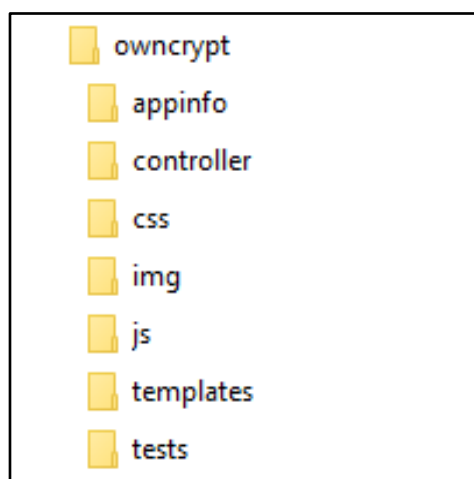 owncrypt
appinfo
controller
css
img
js
templates
tests